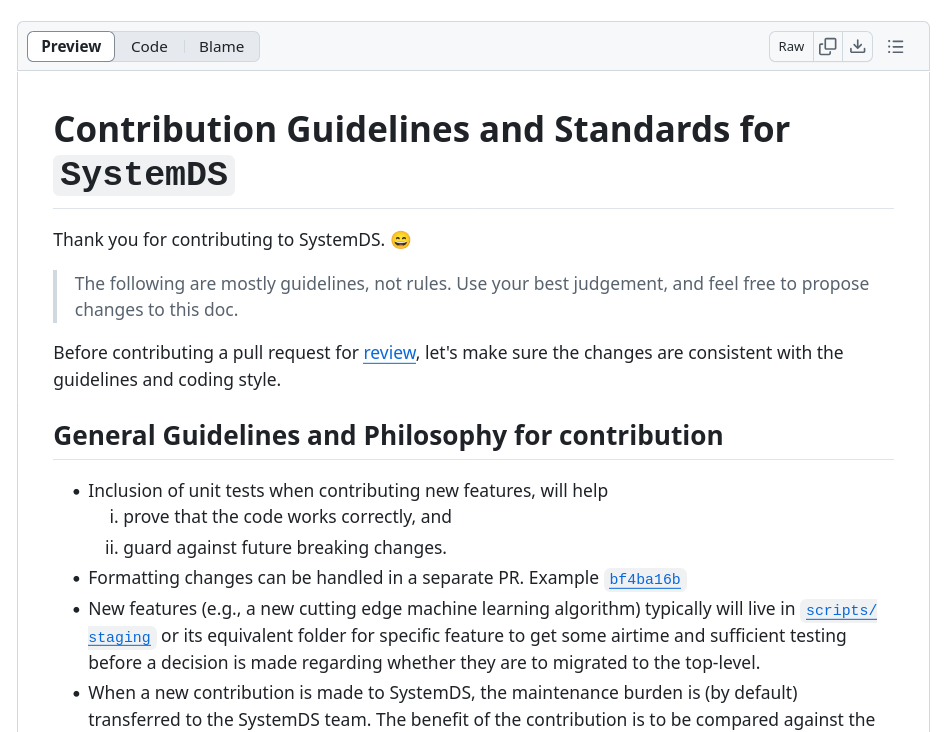 Preview Code Blame Raw
Contribution Guidelines and Standards for
SystemDS
Thank you for contributing to SystemDS. 😄
The following are mostly guidelines, not rules. Use your best judgement, and feel free to propose
changes to this doc.
Before contributing a pull request for review, let's make sure the changes are consistent with the
guidelines and coding style.
General Guidelines and Philosophy for contribution
• Inclusion of unit tests when contributing new features, will help
i. prove that the code works correctly, and
ii. guard against future breaking changes.
• Formatting changes can be handled in a separate PR. Example bf4ba16b
• New features (e.g., a new cutting edge machine learning algorithm) typically will live in scripts/
staging or its equivalent folder for specific feature to get some airtime and sufficient testing
before a decision is made regarding whether they are to migrated to the top-level.
• When a new contribution is made to SystemDS, the maintenance burden is (by default)
transferred to the SystemDS team. The benefit of the contribution is to be compared against the